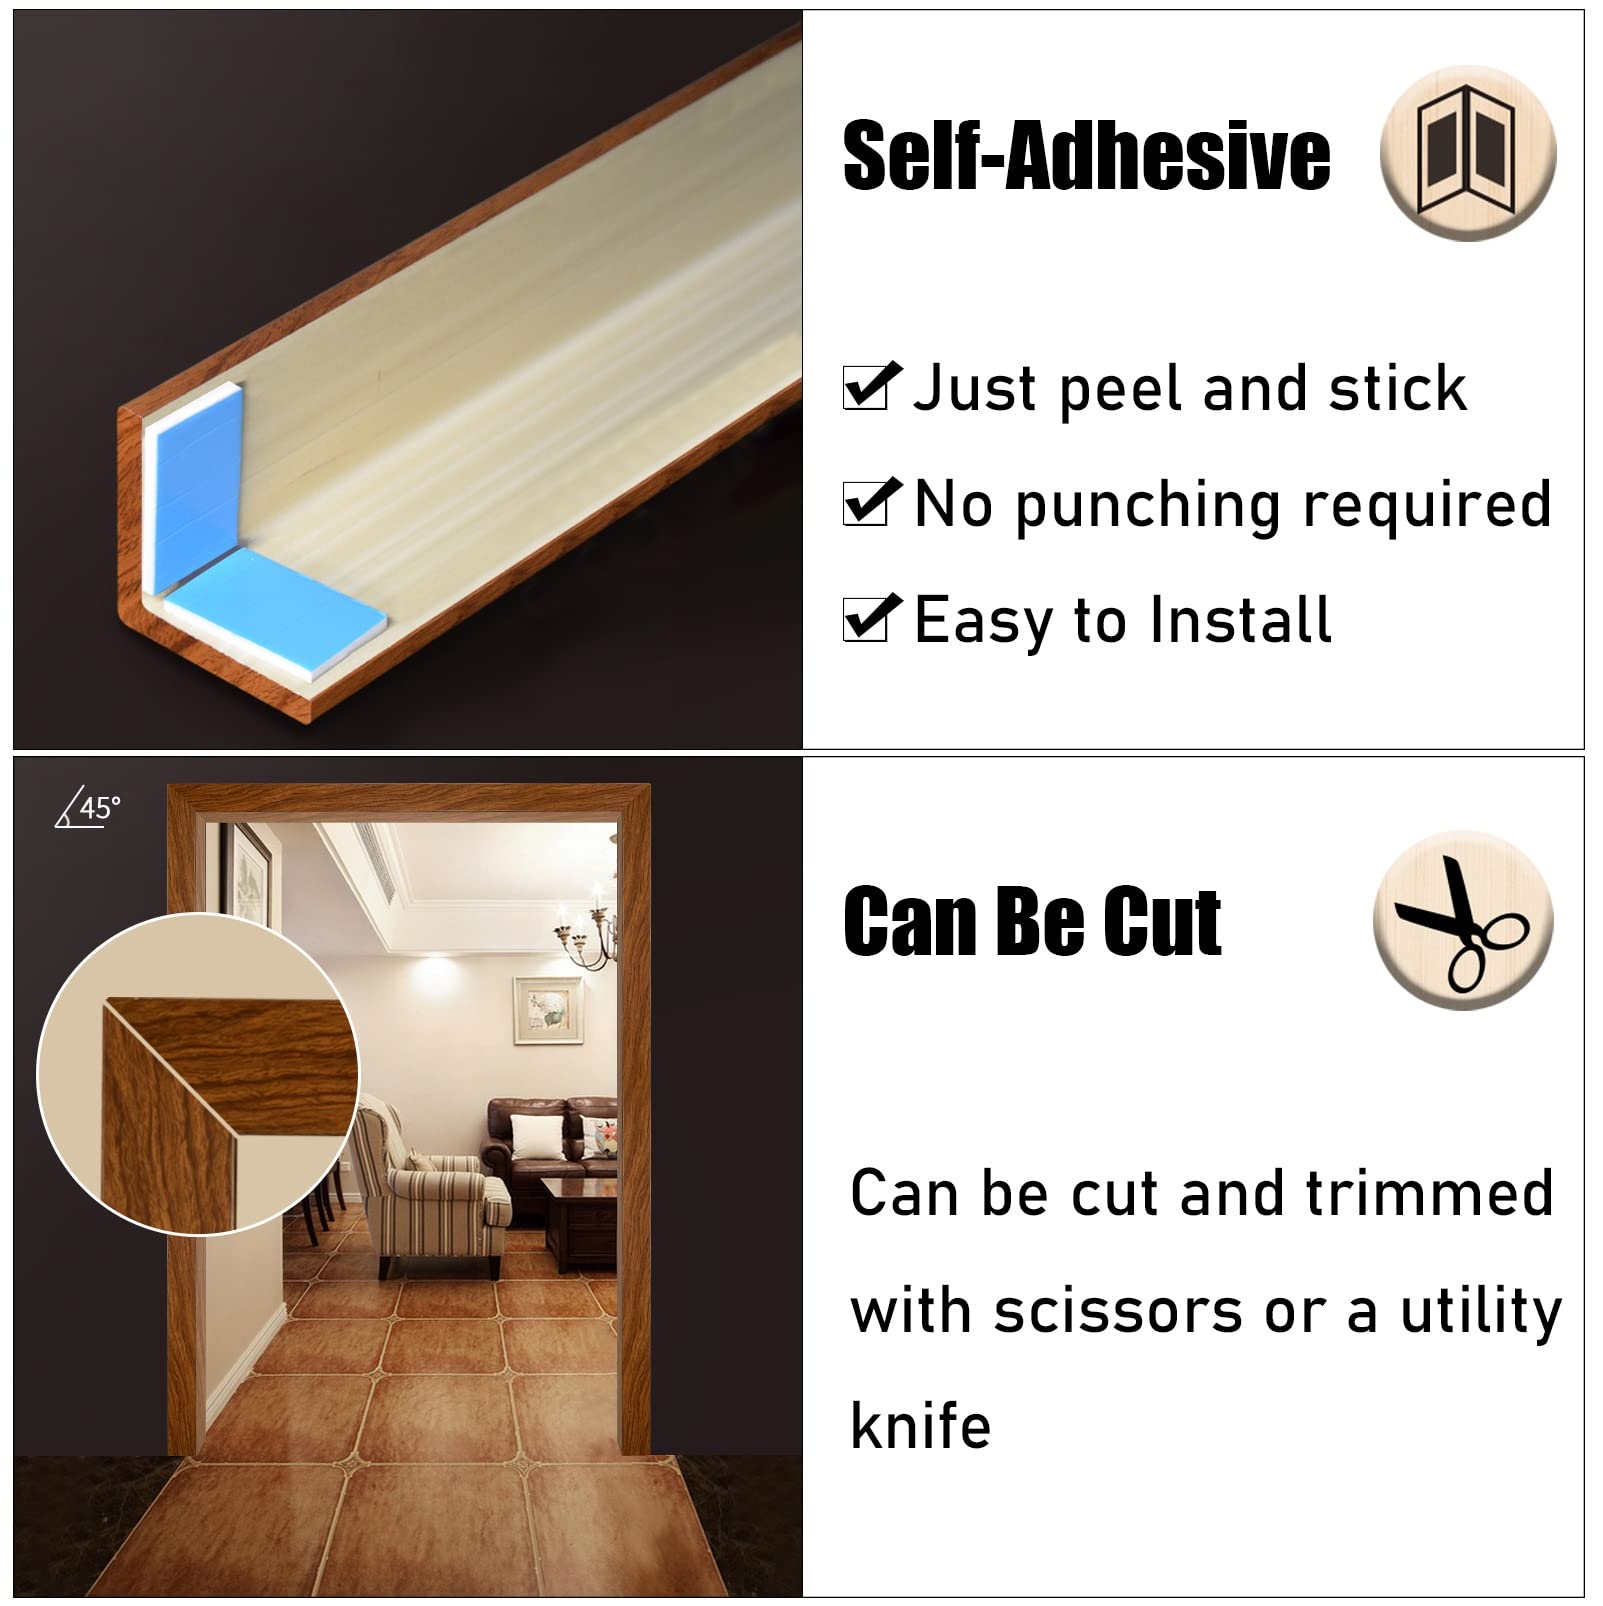 Self-Adhesive
Just peel and stick
No punching required
Easy to Install
45°
Can Be Cut
Can be cut and trimmed
with scissors or a utility
knife